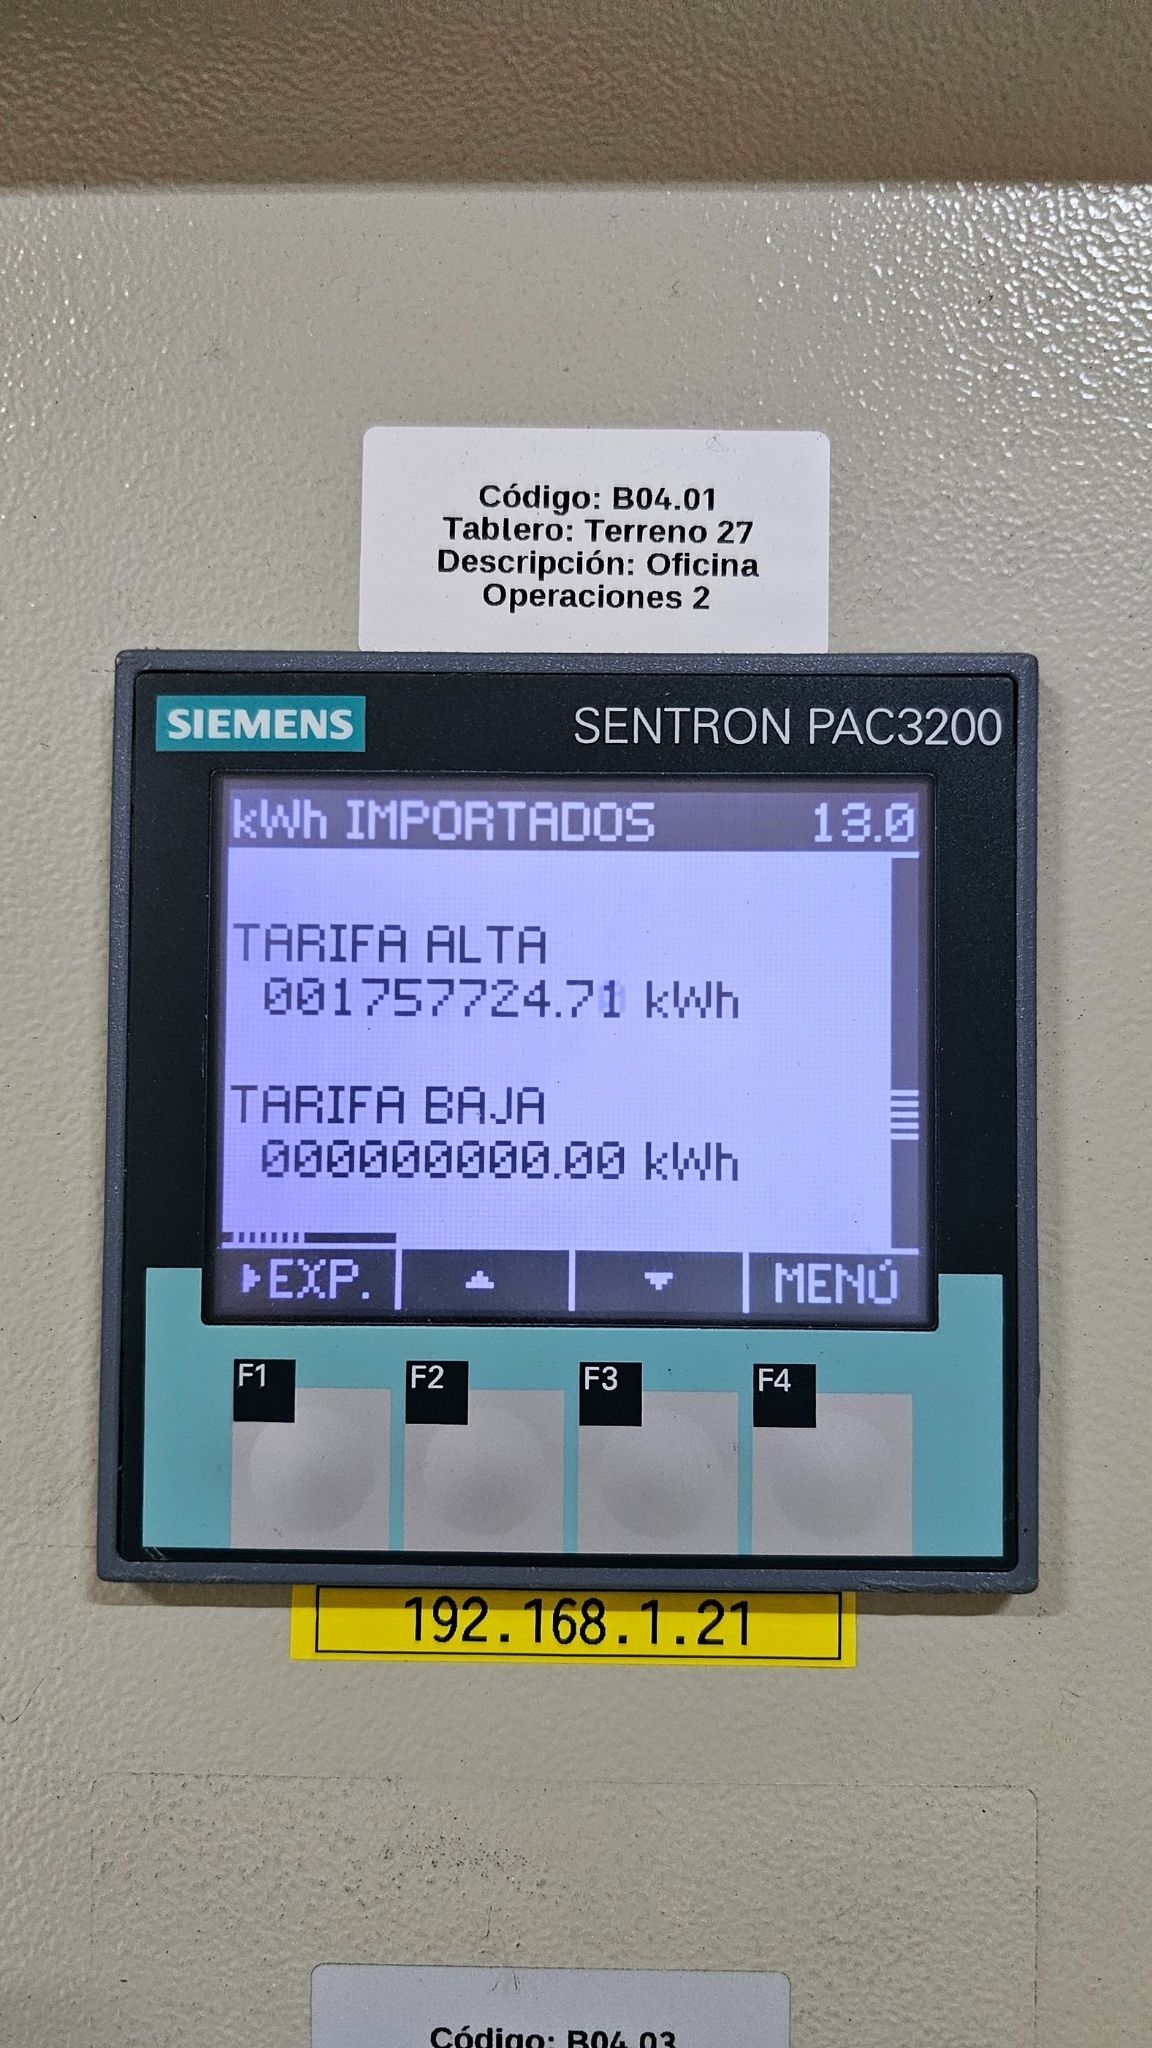 Código: B04.01
Tablero: Terreno 27
Descripción: Oficina
Operaciones 2
SIEMENS
SENTRON PAC3200
kWh IMPORTADOS 13.0
TARIFA ALTA
001757724.71 kWh
TARIFA BAJA
000000000.00 kWh
EXP.
MENÚ
F1 F2 F3 F4
192.168.1.21
Código: B04.03